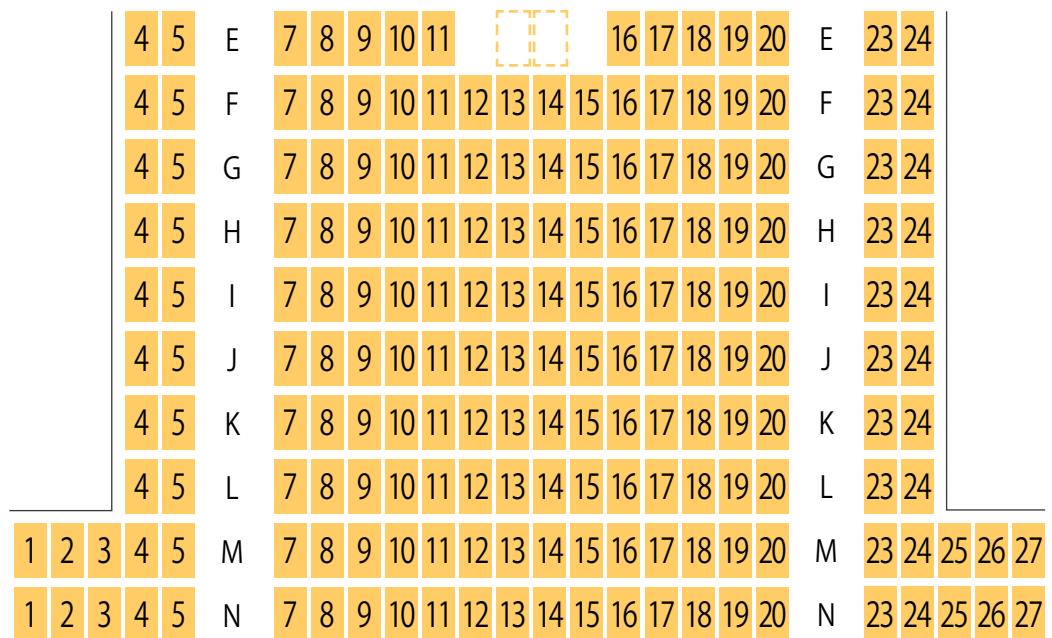 4 5 E 7 8 9 10 11 16 17 18 19 20 E 23 24
4 5 F 7 8 9 10 11 12 13 14 15 16 17 18 19 20 F 23 24
4 5 G 7 8 9 10 11 12 13 14 15 16 17 18 19 20 G 23 24
4 5 H 7 8 9 10 11 12 13 14 15 16 17 18 19 20 H 23 24
4 5 I 7 8 9 10 11 12 13 14 15 16 17 18 19 20 I 23 24
4 5 J 7 8 9 10 11 12 13 14 15 16 17 18 19 20 J 23 24
4 5 K 7 8 9 10 11 12 13 14 15 16 17 18 19 20 K 23 24
4 5 L 7 8 9 10 11 12 13 14 15 16 17 18 19 20 L 23 24
1 2 3 4 5 M 7 8 9 10 11 12 13 14 15 16 17 18 19 20 M 23 24 25 26 27
1 2 3 4 5 N 7 8 9 10 11 12 13 14 15 16 17 18 19 20 N 23 24 25 26 27